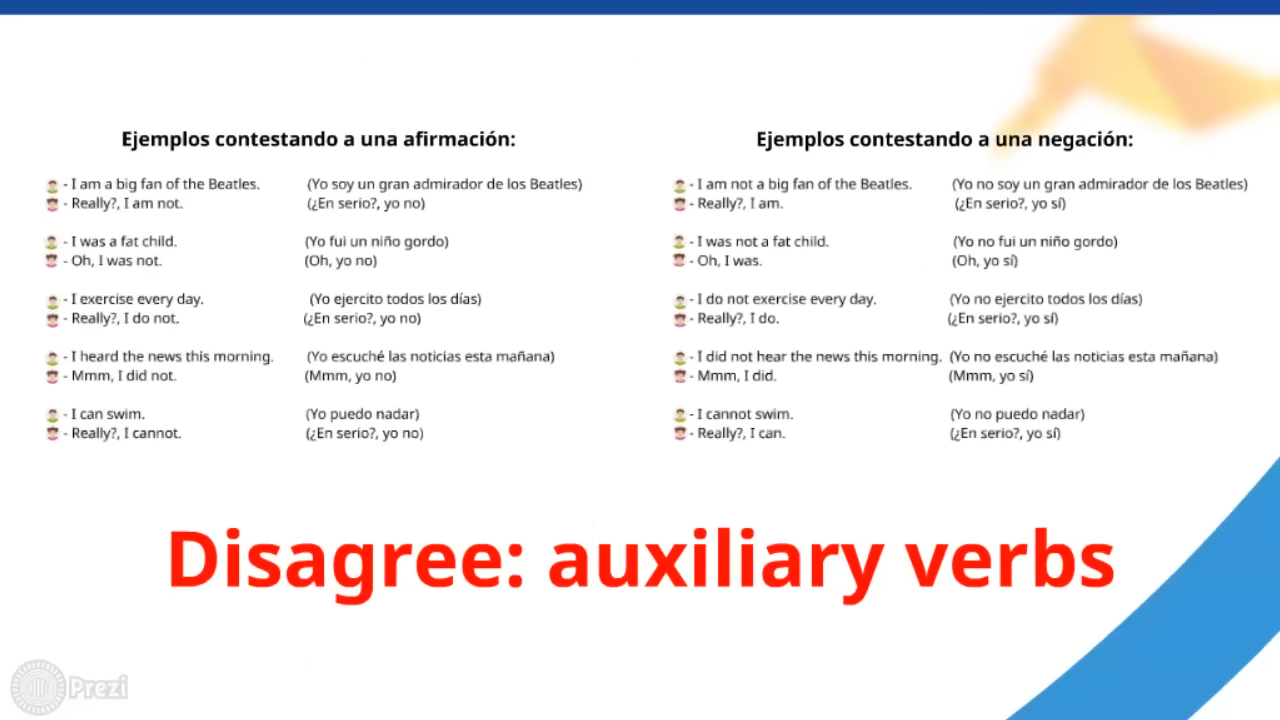 Ejemplos contestando a una afirmación:
- I am a big fan of the Beatles. (Yo soy un gran admirador de los Beatles)
- Really?, I am not. (¿En serio?, yo no)
- I was a fat child. (Yo fui un niño gordo)
- Oh, I was not. (Oh, yo no)
- I exercise every day. (Yo ejercito todos los días)
- Really?, I do not. (¿En serio?, yo no)
- I heard the news this morning. (Yo escuché las noticias esta mañana)
- Mmm, I did not. (Mmm, yo no)
- I can swim. (Yo puedo nadar)
- Really?, I cannot. (¿En serio?, yo no)
Ejemplos contestando a una negación:
- I am not a big fan of the Beatles. (Yo no soy un gran admirador de los Beatles)
- Really?, I am. (¿En serio?, yo sí)
- I was not a fat child. (Yo no fui un niño gordo)
- Oh, I was. (Oh, yo sí)
- I do not exercise every day. (Yo no ejercito todos los días)
- Really?, I do. (¿En serio?, yo sí)
- I did not hear the news this morning. (Yo no escuché las noticias esta mañana)
- Mmm, I did. (Mmm, yo sí)
- I cannot swim. (Yo no puedo nadar)
- Really?, I can. (¿En serio?, yo sí)
Disagree: auxiliary verbs
Prezi